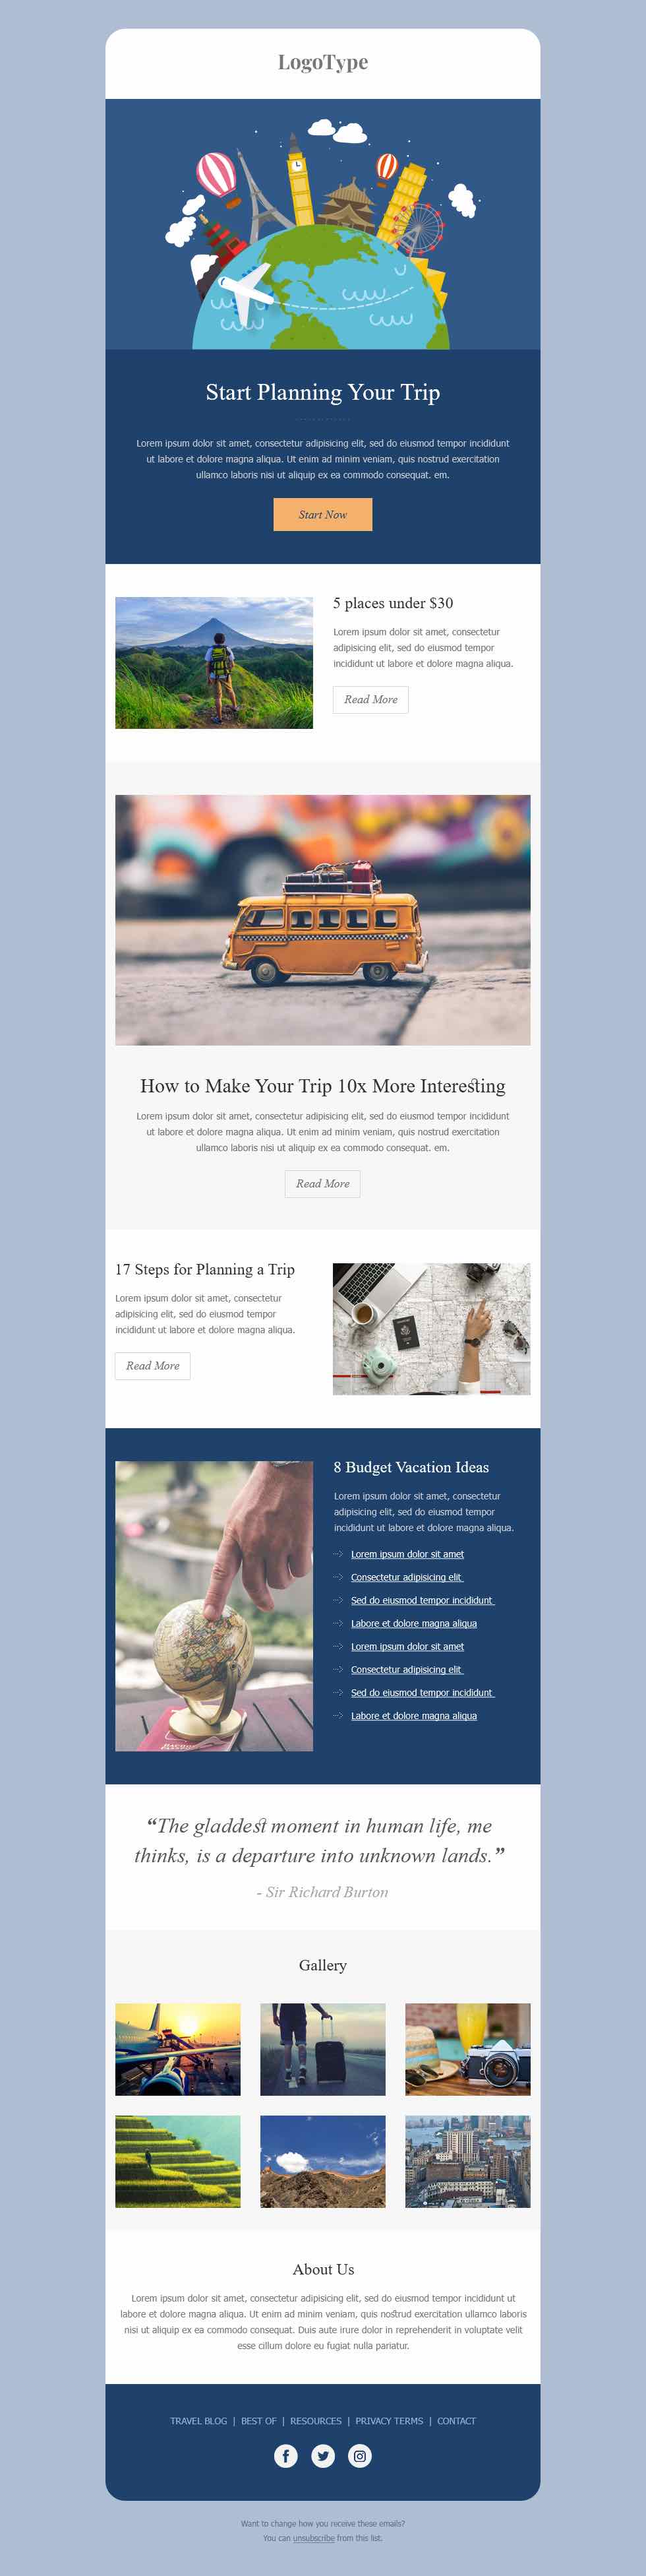 LogoType
Start Planning Your Trip
Lorem ipsum dolor sit amet, consectetur adipisicing elit, sed do eiusmod tempor incididunt
ut labore et dolore magna aliqua. Ut enim ad minim veniam, quis nostrud exercitation
ullamco laboris nisi ut aliquip ex ea commodo consequat. em.
Start Now
5 places under $30
Lorem ipsum dolor sit amet, consectetur
adipisicing elit, sed do eiusmod tempor
incididunt ut labore et dolore magna aliqua.
Read More
How to Make Your Trip 10x More Interesting
Lorem ipsum dolor sit amet, consectetur adipisicing elit, sed do eiusmod tempor incididunt
ut labore et dolore magna aliqua. Ut enim ad minim veniam, quis nostrud exercitation
ullamco laboris nisi ut aliquip ex ea commodo consequat. em.
Read More
17 Steps for Planning a Trip
Lorem ipsum dolor sit amet, consectetur
adipisicing elit, sed do eiusmod tempor
incididunt ut labore et dolore magna aliqua.
Read More
8 Budget Vacation Ideas
Lorem ipsum dolor sit amet, consectetur
adipisicing elit, sed do eiusmod tempor
incididunt ut labore et dolore magna aliqua.
Lorem ipsum dolor sit amet
Consectetur adipisicing elit
Sed do eiusmod tempor incididunt
Labore et dolore magna aliqua
Lorem ipsum dolor sit amet
Consectetur adipisicing elit
Sed do eiusmod tempor incididunt
Labore et dolore magna aliqua
“The gladdest moment in human life, me
thinks, is a departure into unknown lands.”
- Sir Richard Burton
Gallery
About Us
Lorem ipsum dolor sit amet, consectetur adipisicing elit, sed do eiusmod tempor incididunt ut
labore et dolore magna aliqua. Ut enim ad minim veniam, quis nostrud exercitation ullamco laboris
nisi ut aliquip ex ea commodo consequat. Duis aute irure dolor in reprehenderit in voluptate velit
esse cillum dolore eu fugiat nulla pariatur.
TRAVEL BLOG | BEST OF | RESOURCES | PRIVACY TERMS | CONTACT
Want to change how you receive these emails?
You can unsubscribe from this list.